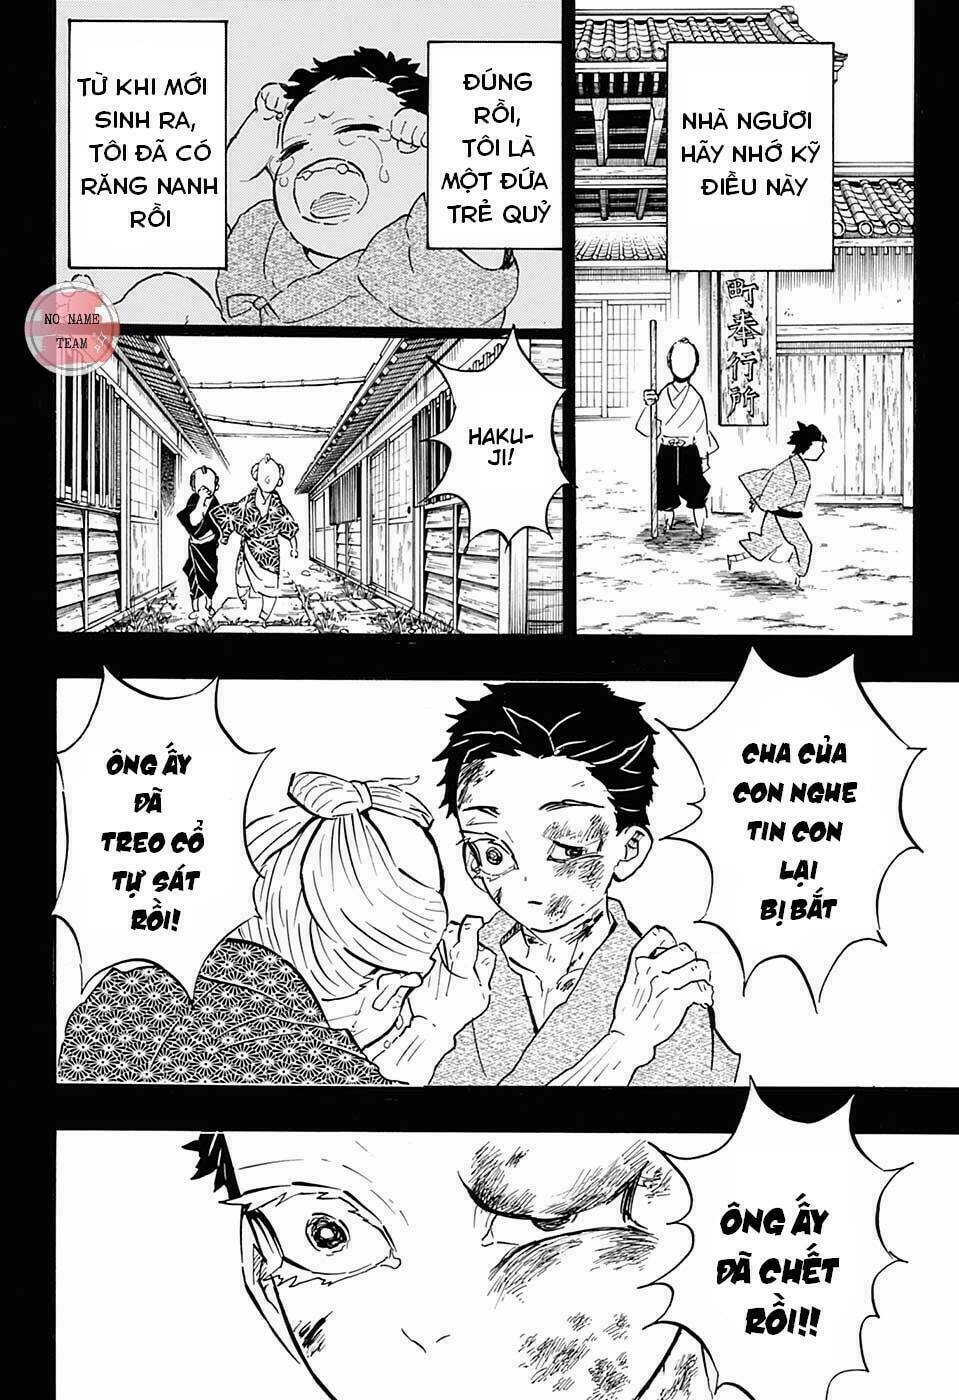 NHÀ NGƯƠI
HÃY NHỚ KỸ
ĐIỀU NÀY
町奉行所
ĐÚNG
RỒI,
TÔI LÀ
MỘT ĐỨA
TRẺ QUỶ
TỪ KHI MỚI
SINH RA,
TÔI ĐÃ CÓ
RĂNG NANH
RỒI
NO NAME
TEAM
HAKU-
JI!
CHA CỦA
CON NGHE
TIN CON
LẠI
BỊ BẮT
ÔNG ẤY
ĐÃ
TREO CỔ
TỰ SÁT
RỒI!
ÔNG ẤY
ĐÃ CHẾT
RỒI!!